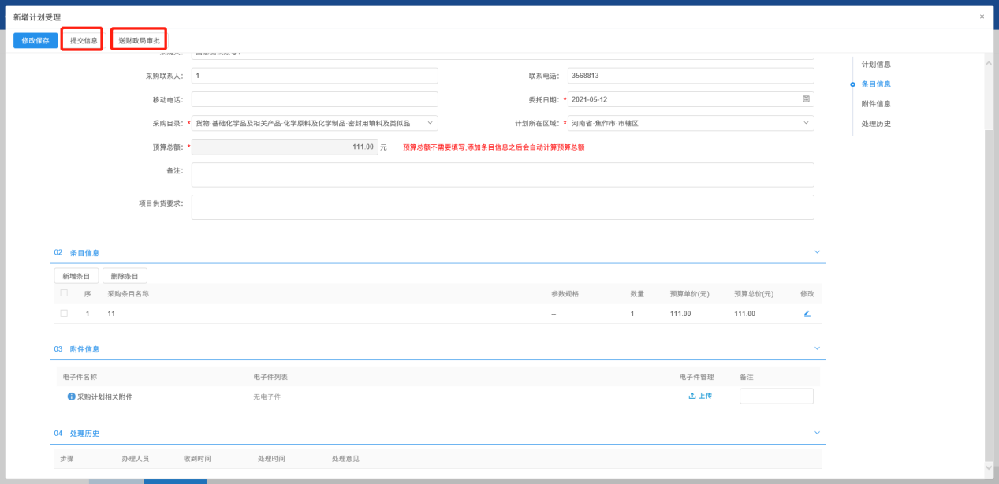 新增计划受理 ×
修改保存 提交信息 送财政局审批
计划信息
采购联系人： 1 联系电话： 3568813
条目信息
移动电话： 委托日期：* 2021-05-12
附件信息
采购目录：* 货物·基础化学品及相关产品·化学原料及化学制品·密封用填料及类似品 计划所在区域：* 河南省·焦作市·市辖区
处理历史
预算总额：* 111.00 元 预算总额不需要填写,添加条目信息之后会自动计算预算总额
备注：
项目供货要求：
02 条目信息
新增条目 删除条目
序 采购条目名称 参数规格 数量 预算单价(元) 预算总价(元) 修改
1 11 -- 1 111.00 111.00
03 附件信息
电子件名称 电子件列表 电子件管理 备注
采购计划相关附件 无电子件 上传
04 处理历史
步骤 办理人员 收到时间 处理时间 处理意见